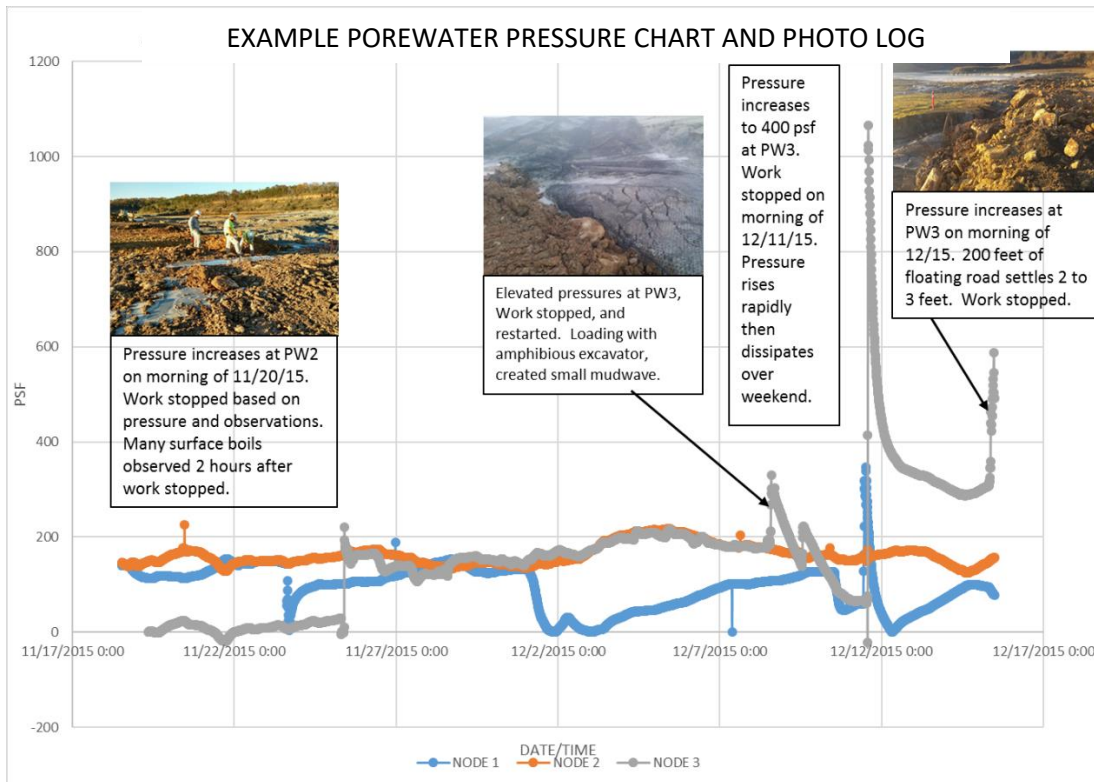 EXAMPLE POREWATER PRESSURE CHART AND PHOTO LOG
1200
1000
800
600
400
200
0
-200
PSF
Pressure increases at PW2
on morning of 11/20/15.
Work stopped based on
pressure and observations.
Many surface boils
observed 2 hours after
work stopped.
Elevated pressures at PW3,
Work stopped, and
restarted. Loading with
amphibious excavator,
created small mudwave.
Pressure
increases
to 400 psf
at PW3.
Work
stopped on
morning of
12/11/15.
Pressure
rises
rapidly
then
dissipates
over
weekend.
Pressure increases at
PW3 on morning of
12/15. 200 feet of
floating road settles 2 to
3 feet. Work stopped.
11/17/2015 0:00
11/22/2015 0:00
11/27/2015 0:00
12/2/2015 0:00
12/7/2015 0:00
12/12/2015 0:00
12/17/2015 0:00
DATE/TIME
NODE 1
NODE 2
NODE 3